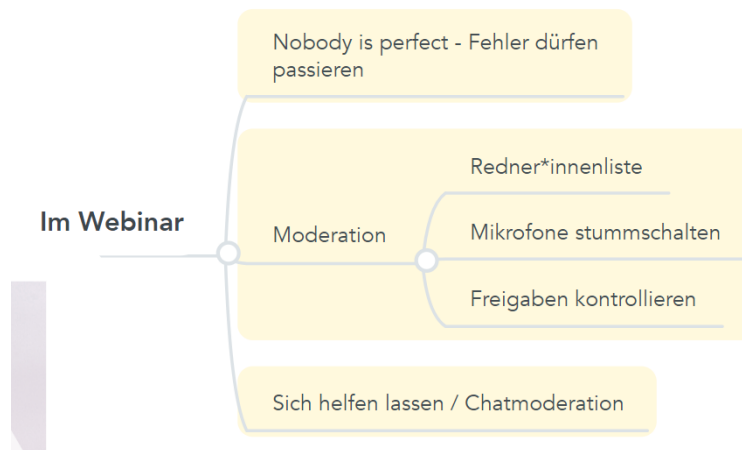 Nobody is perfect - Fehler dürfen
passieren
Im Webinar
Moderation
Redner*innenliste
Mikrofone stummschalten
Freigaben kontrollieren
Sich helfen lassen / Chatmoderation